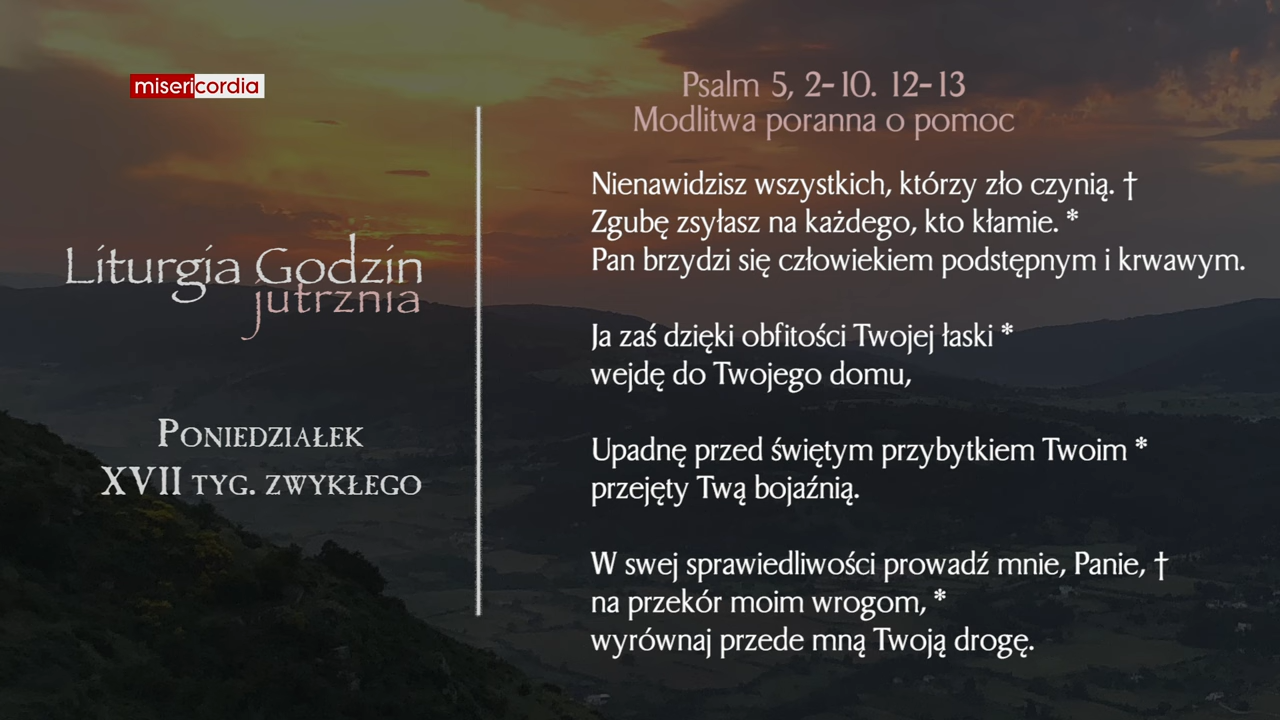 misericordia
Liturgia Godzin
jutrznia
Poniedziałek
XVII tyg. zwykłego
Psalm 5, 2-10. 12-13
Modlitwa poranna o pomoc
Nienawidzisz wszystkich, którzy zło czynią. †
Zgubę zsyłasz na każdego, kto kłamie. *
Pan brzydzi się człowiekiem podstępnym i krwawym.
Ja zaś dzięki obfitości Twojej łaski *
wejdę do Twojego domu,
Upadnę przed świętym przybytkiem Twoim *
przejęty Twą bojaźnią.
W swej sprawiedliwości prowadź mnie, Panie, †
na przekór moim wrogom, *
wyrównaj przede mną Twoją drogę.